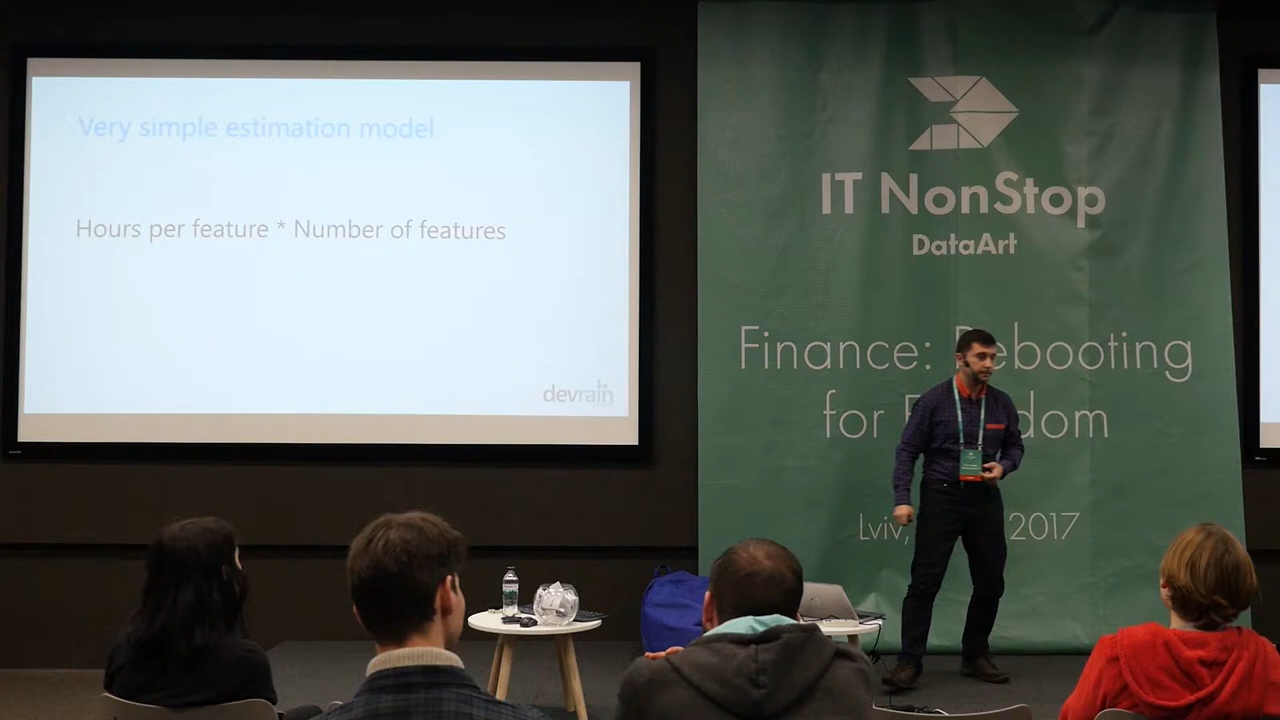 Very simple estimation model
Hours per feature * Number of features
devrain
IT NonStop
DataArt
Finance: Rebooting
for F dom
Lviv, 2017